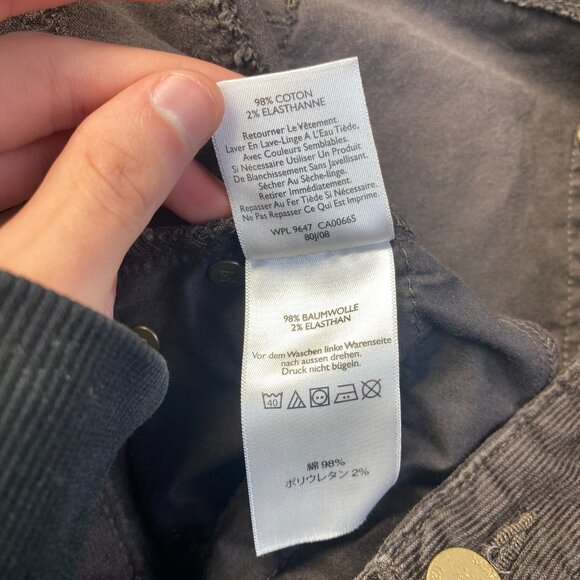 98% COTON
2% ELASTHANNE
Retourner Le Vêtement.
Laver En Lave-Linge A L'Eau Tiède,
Avec Couleurs Semblables.
Si Nécessaire Utiliser Un Produit
De Blanchissement Sans Javellisant.
Sécher Au Sèche-linge.
Retirer Immédiatement.
Repasser Au Fer Tiède Si Nécessaire.
Ne Pas Repasser Ce Qui Est Imprime.
WPL 9647 CA00665
80J/08
98% BAUMWOLLE
2% ELASTHAN
Vor dem Waschen linke Warenseite
nach aussen drehen.
Druck nicht bügeln.
40
綿 98%
ポリウレタン 2%